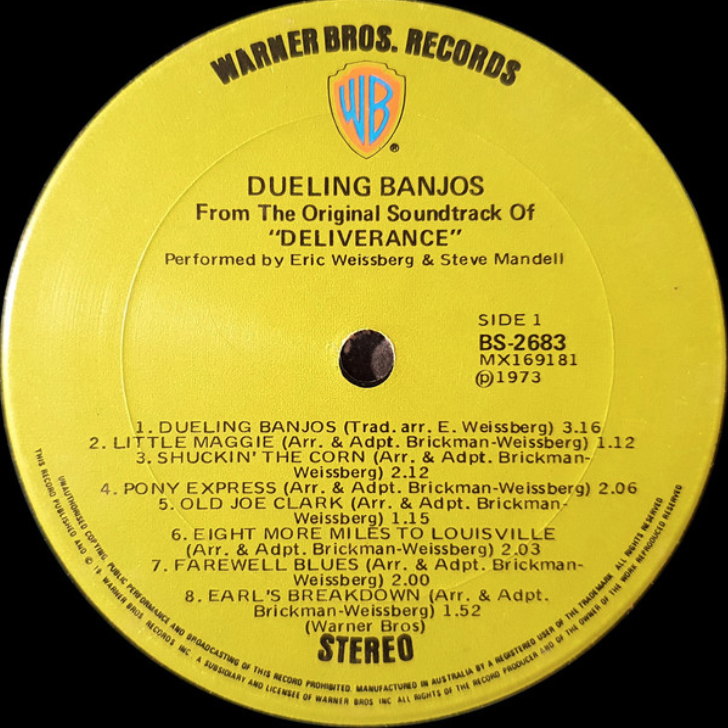 WARNER BROS. RECORDS
WB
®
DUELING BANJOS
From The Original Soundtrack Of
"DELIVERANCE"
Performed by Eric Weissberg & Steve Mandell
SIDE 1
BS-2683
MX169181
℗1973
1. DUELING BANJOS (Trad. arr. E. Weissberg) 3.16
2. LITTLE MAGGIE (Arr. & Adpt. Brickman-Weissberg) 1.12
3. SHUCKIN' THE CORN (Arr. & Adpt. Brickman-
Weissberg) 2.12
4. PONY EXPRESS (Arr. & Adpt. Brickman-Weissberg) 2.06
5. OLD JOE CLARK (Arr. & Adpt. Brickman-
Weissberg) 1.15
6. EIGHT MORE MILES TO LOUISVILLE
(Arr. & Adpt. Brickman-Weissberg) 2.03
7. FAREWELL BLUES (Arr. & Adpt. Brickman-
Weissberg) 2.00
8. EARL'S BREAKDOWN (Arr. & Adpt.
Brickman-Weissberg) 1.52
(Warner Bros)
STEREO
UNAUTHORISED COPYING, PUBLIC PERFORMANCE AND BROADCASTING OF THIS RECORD PROHIBITED. MANUFACTURED IN AUSTRALIA BY A REGISTERED USER OF THE TRADE MARK. ALL RIGHTS RESERVED
THIS RECORD PUBLISHED AND © 19. WARNER BROS. RECORDS INC. A SUBSIDIARY AND LICENSEE OF WARNER BROS INC ALL RIGHTS OF THE RECORD PRODUCER AND OF THE OWNER OF THE WORK REPRODUCED RESERVED